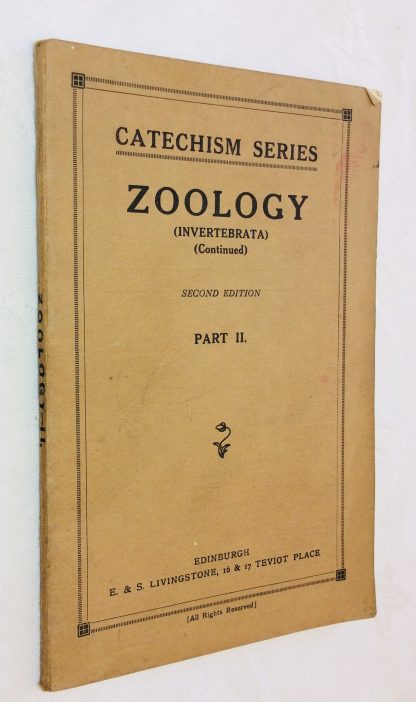 CATECHISM SERIES
ZOOLOGY
(INVERTEBRATA)
(Continued)
SECOND EDITION
PART II.
EDINBURGH
E. & S. LIVINGSTONE, 16 & 17 TEVIOT PLACE
[All Rights Reserved]
ZOOLOGY-II